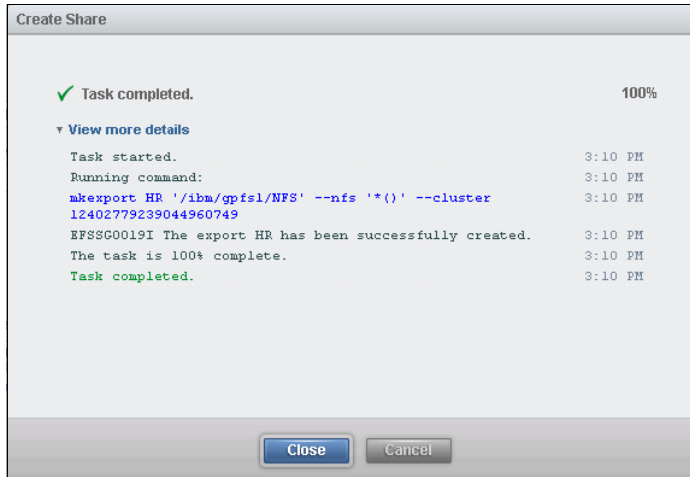 Create Share
Task completed. 100%
View more details
Task started. 3:10 PM
Running command: 3:10 PM
mkexport HR '/ibm/gpfs1/NFS' --nfs '*()' --cluster 3:10 PM
12402779239044960749
EFSSG0019I The export HR has been successfully created. 3:10 PM
The task is 100% complete. 3:10 PM
Task completed. 3:10 PM
Close Cancel